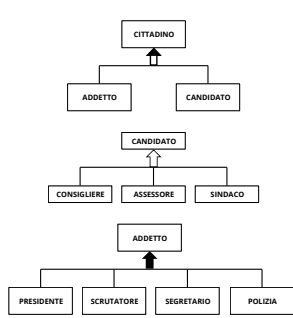 CITTADINO
ADDETTO CANDIDATO
CANDIDATO
CONSIGLIERE ASSESSORE SINDACO
ADDETTO
PRESIDENTE SCRUTATORE SEGRETARIO POLIZIA